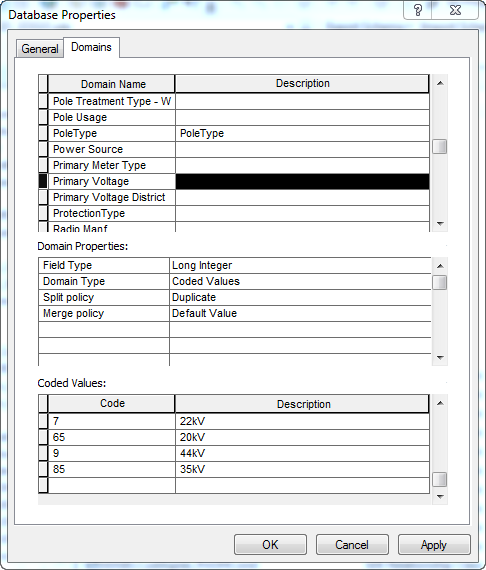 Database Properties
General Domains
Domain Name Description
Pole Treatment Type - W
Pole Usage
PoleType PoleType
Power Source
Primary Meter Type
Primary Voltage
Primary Voltage District
ProtectionType
Radio Manf
Domain Properties:
Field Type Long Integer
Domain Type Coded Values
Split policy Duplicate
Merge policy Default Value
Coded Values:
Code Description
7 22kV
65 20kV
9 44kV
85 35kV
OK Cancel Apply